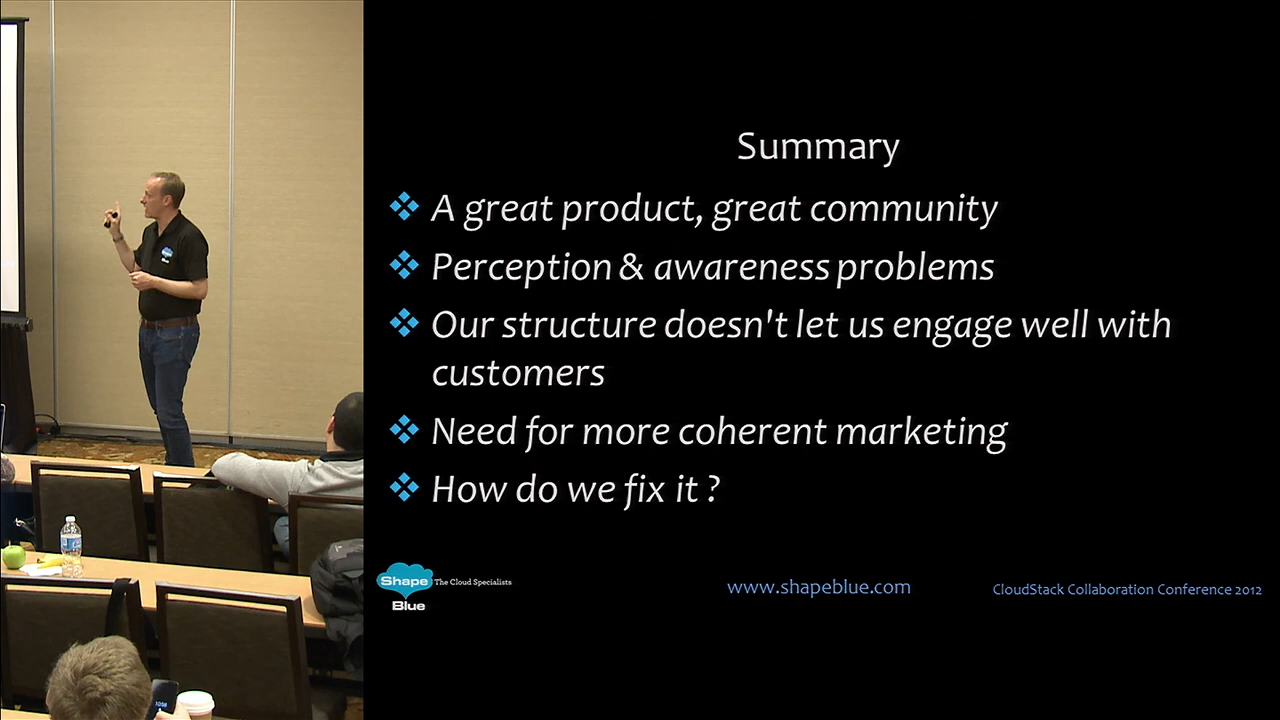 Summary
A great product, great community
Perception & awareness problems
Our structure doesn't let us engage well with
customers
Need for more coherent marketing
How do we fix it ?
Shape
Blue
The Cloud Specialists
www.shapeblue.com
CloudStack Collaboration Conference 2012